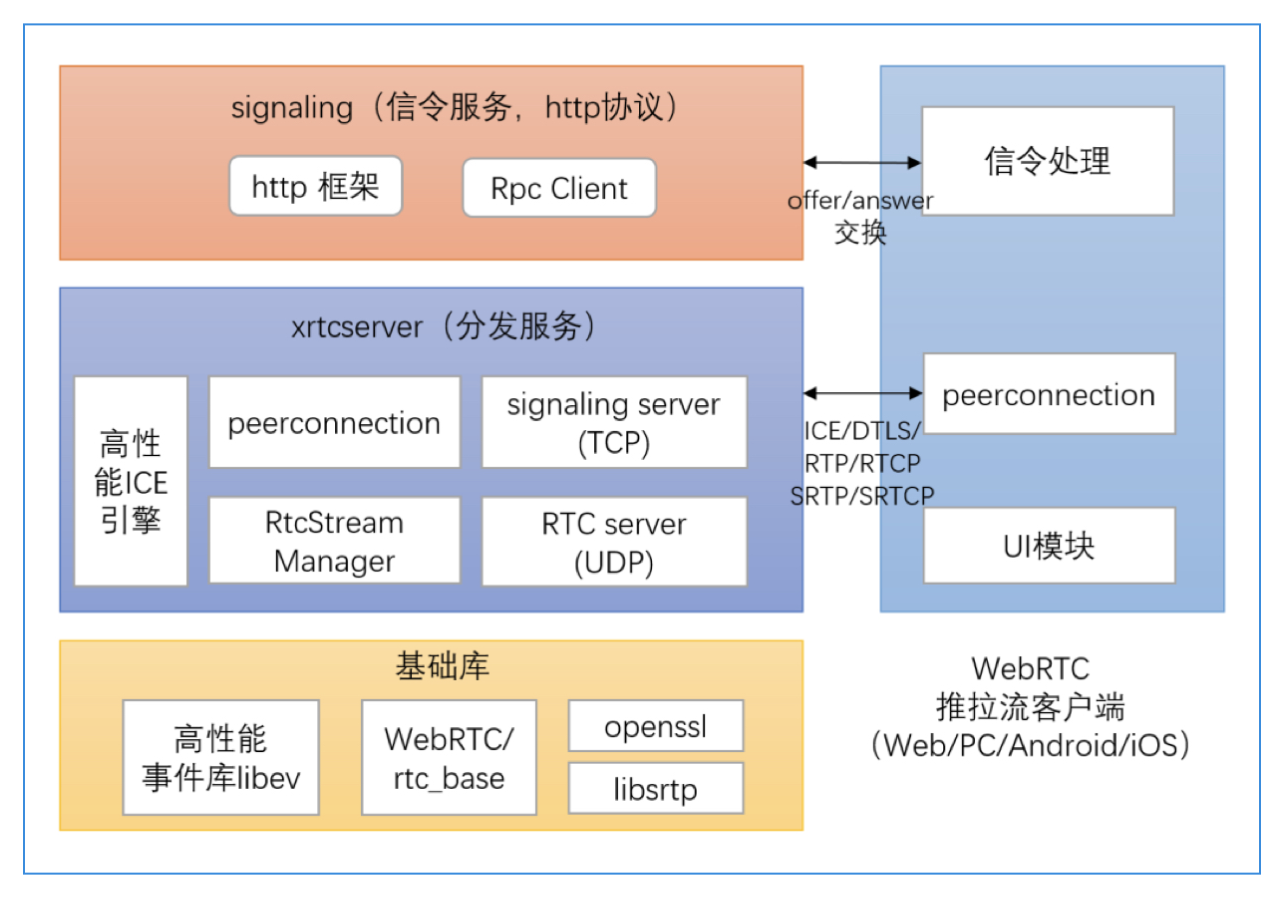 signaling（信令服务，http协议）
http 框架
Rpc Client
offer/answer
交换
信令处理
xrtcserver（分发服务）
高性
能ICE
引擎
peerconnection
signaling server
(TCP)
RtcStream
Manager
RTC server
(UDP)
ICE/DTLS/
RTP/RTCP
SRTP/SRTCP
peerconnection
UI模块
基础库
高性能
事件库libev
WebRTC/
rtc_base
openssl
libsrtp
WebRTC
推拉流客户端
（Web/PC/Android/iOS）